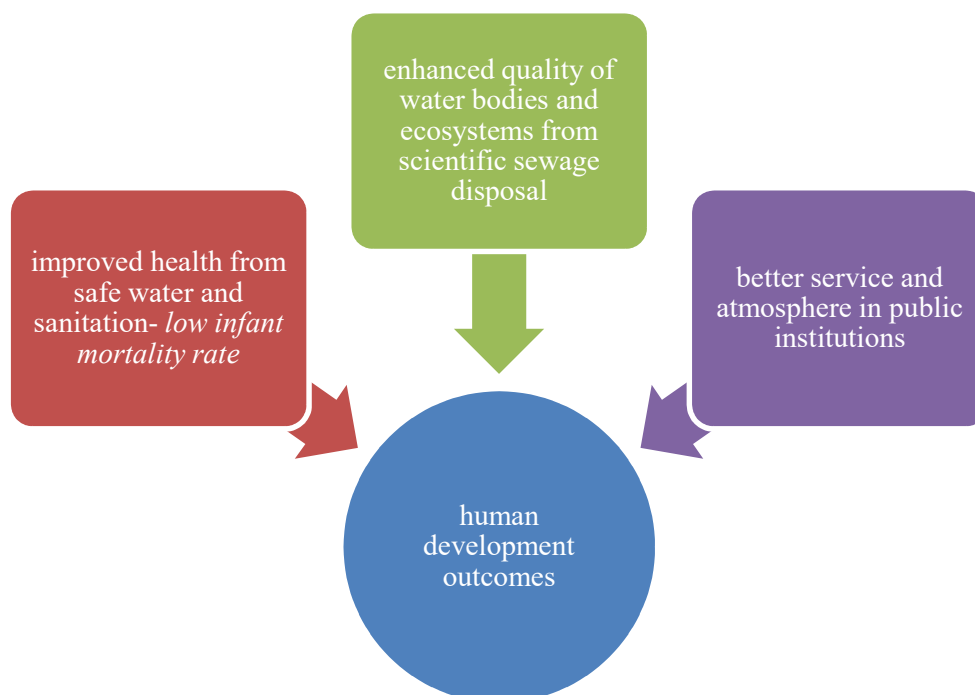 enhanced quality of
water bodies and
ecosystems from
scientific sewage
disposal
improved health from
safe water and
sanitation- low infant
mortality rate
better service and
atmosphere in public
institutions
human
development
outcomes